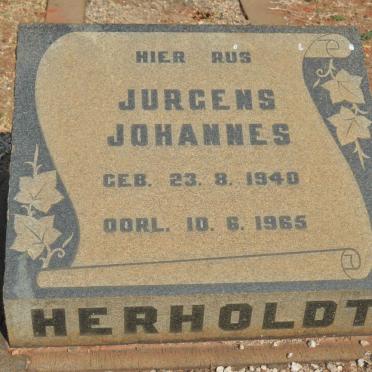 HIER RUS
JURGENS
JOHANNES
GEB. 23. 8. 1940
OORL. 10. 6. 1965
HERHOLDT